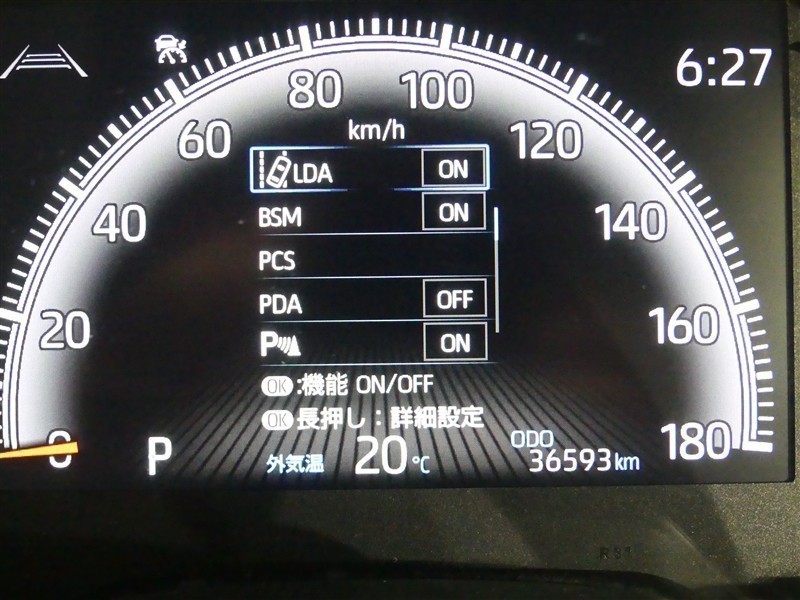 6:27
80
100
60
km/h
120
LDA ON
BSM ON
40
140
PCS
PDA OFF
20
160
P ON
OK :機能 ON/OFF
OK 長押し:詳細設定
0
P
外気温 20℃
ODO
36593km
180